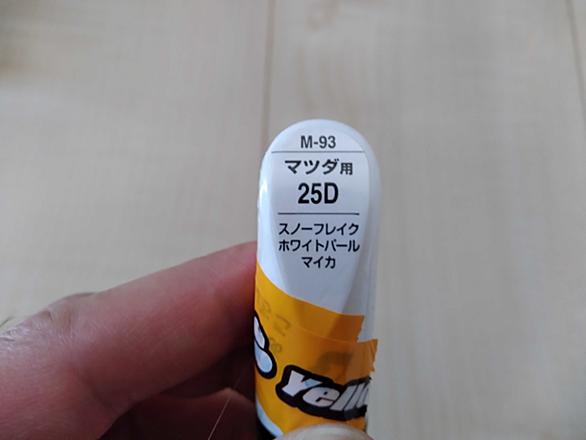 M-93
マツダ用
25D
スノーフレイク
ホワイトパール
マイカ